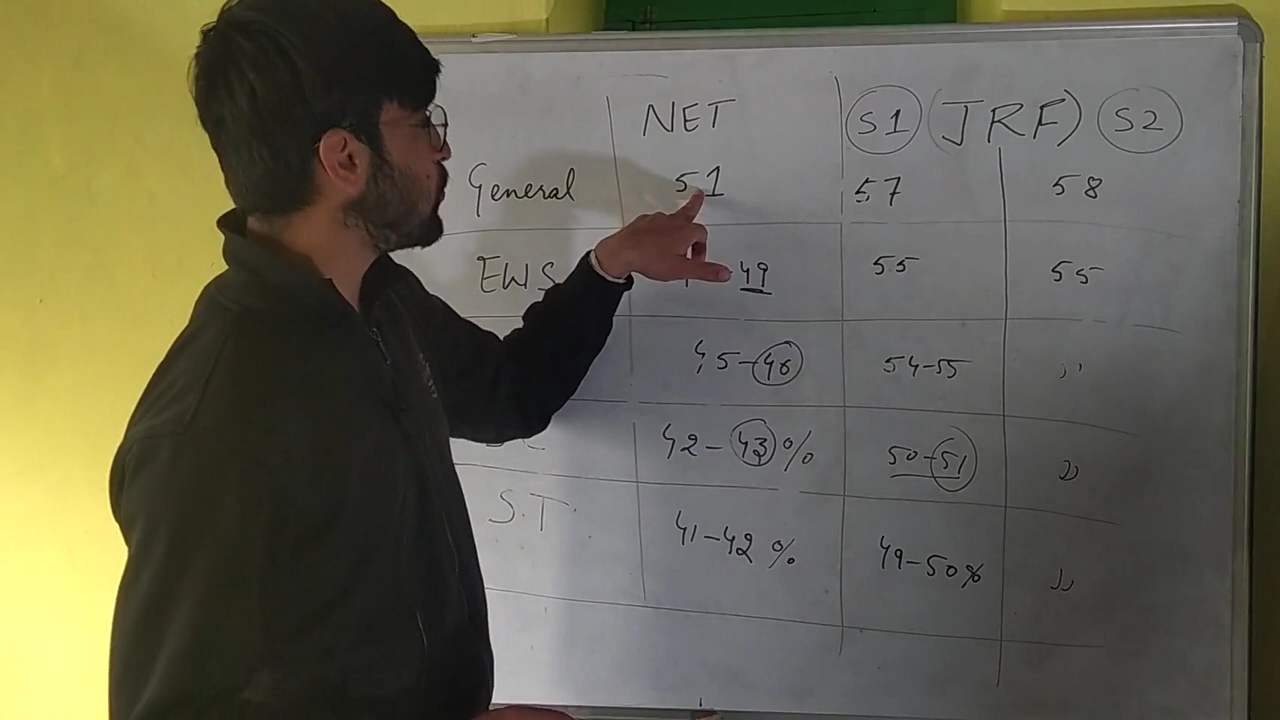 NET S1 (JRF) S2
General 51 57 58
EWS 49 55 55
45-46 54-55 ,,
42-43% 50-51 ,,
S.T. 41-42% 49-50% ,,